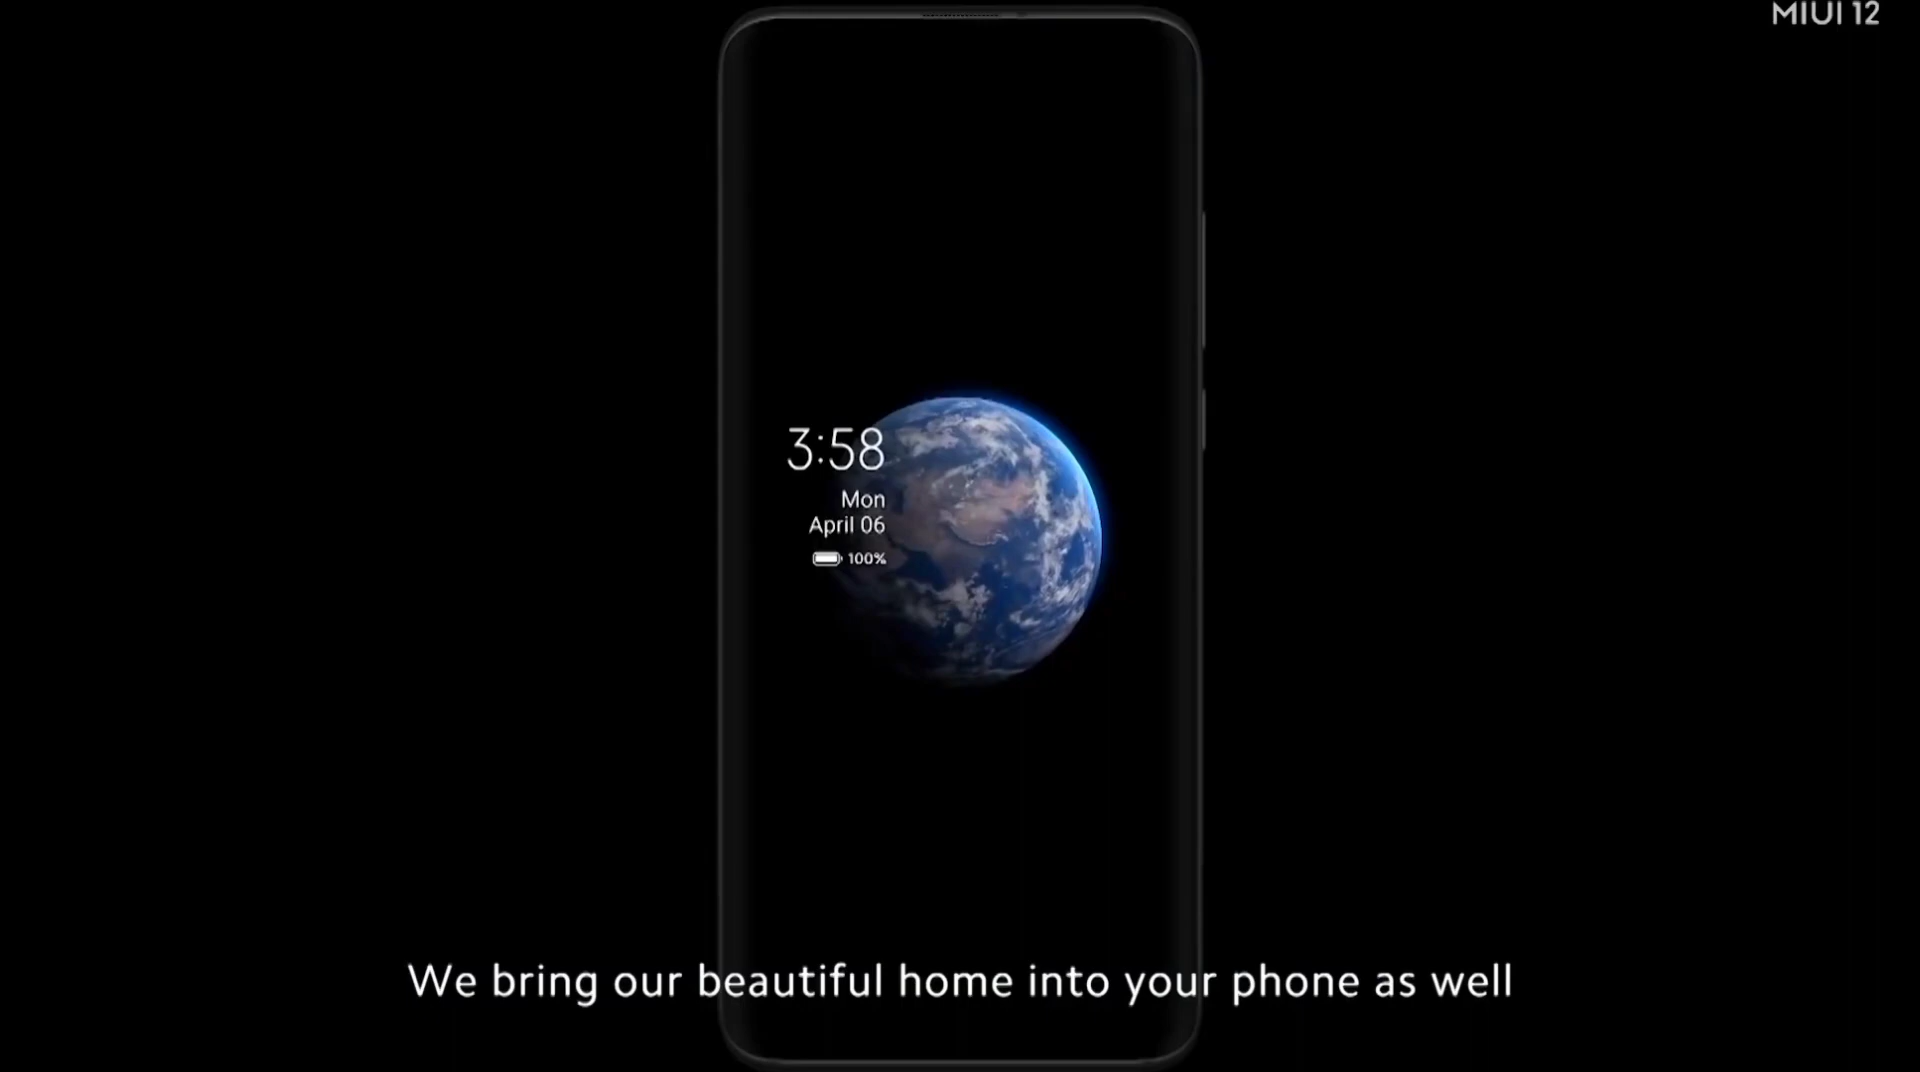 MIUI 12
3:58
Mon
April 06
100%
We bring our beautiful home into your phone as well